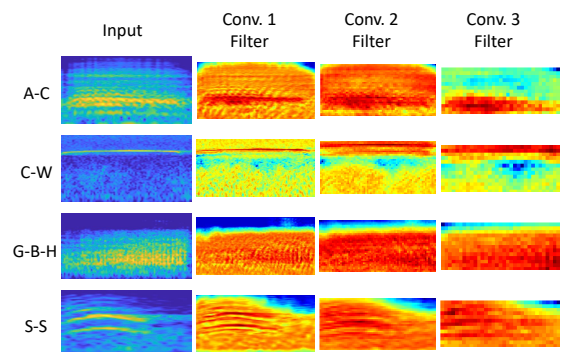 Input
Conv. 1
Filter
Conv. 2
Filter
Conv. 3
Filter
A-C
C-W
G-B-H
S-S